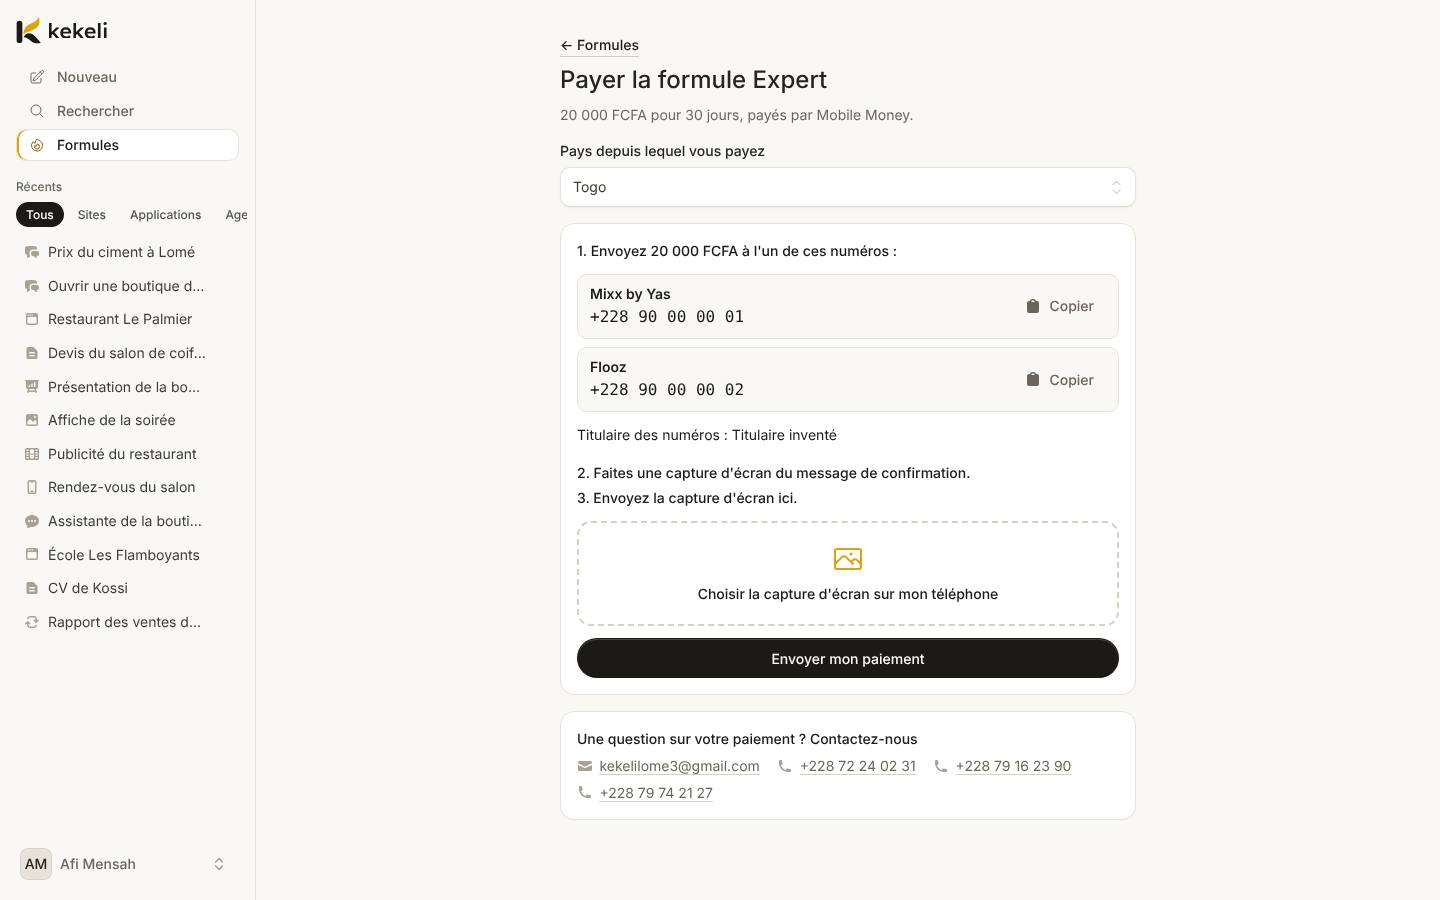 kekeli
Nouveau
Rechercher
Formules
Récents
Tous Sites Applications Age
Prix du ciment à Lomé
Ouvrir une boutique d...
Restaurant Le Palmier
Devis du salon de coif...
Présentation de la bo...
Affiche de la soirée
Publicité du restaurant
Rendez-vous du salon
Assistante de la bouti...
École Les Flamboyants
CV de Kossi
Rapport des ventes d...
AM Afi Mensah
← Formules
Payer la formule Expert
20 000 FCFA pour 30 jours, payés par Mobile Money.
Pays depuis lequel vous payez
Togo
1. Envoyez 20 000 FCFA à l'un de ces numéros :
Mixx by Yas
+228 90 00 00 01
Copier
Flooz
+228 90 00 00 02
Copier
Titulaire des numéros : Titulaire inventé
2. Faites une capture d'écran du message de confirmation.
3. Envoyez la capture d'écran ici.
Choisir la capture d'écran sur mon téléphone
Envoyer mon paiement
Une question sur votre paiement ? Contactez-nous
kekelilome3@gmail.com +228 72 24 02 31 +228 79 16 23 90
+228 79 74 21 27